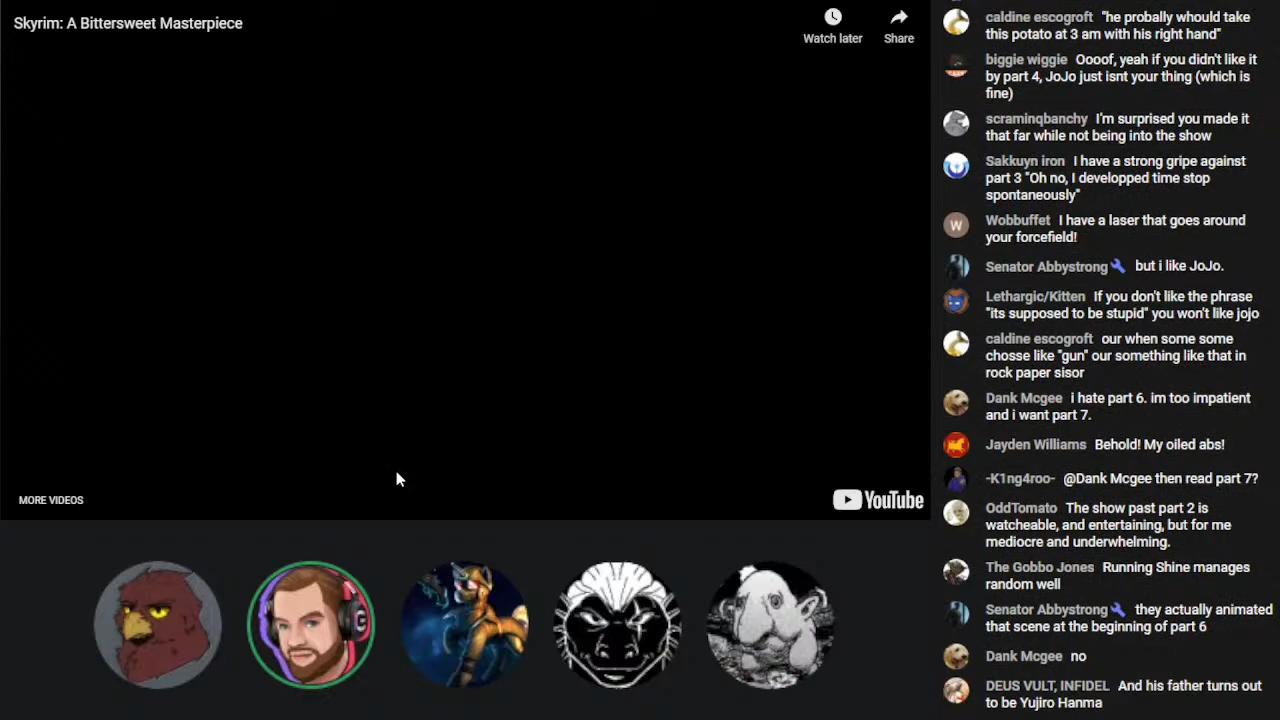 Skyrim: A Bittersweet Masterpiece
Watch later
Share
MORE VIDEOS
YouTube
G
caldine escogroft "he probally whould take
this potato at 3 am with his right hand"
biggie wiggie Oooof, yeah if you didn't like it
by part 4, JoJo just isnt your thing (which is
fine)
scraminqbanchy I'm surprised you made it
that far while not being into the show
Sakkuyn iron I have a strong gripe against
part 3 "Oh no, I developped time stop
spontaneously"
W
Wobbuffet I have a laser that goes around
your forcefield!
Senator Abbystrong but i like JoJo.
Lethargic/Kitten If you don't like the phrase
"its supposed to be stupid" you won't like jojo
caldine escogroft our when some some
chosse like "gun" our something like that in
rock paper sisor
Dank Mcgee i hate part 6. im too impatient
and i want part 7.
Jayden Williams Behold! My oiled abs!
-K1ng4roo- @Dank Mcgee then read part 7?
OddTomato The show past part 2 is
watcheable, and entertaining, but for me
mediocre and underwhelming.
The Gobbo Jones Running Shine manages
random well
Senator Abbystrong they actually animated
that scene at the beginning of part 6
Dank Mcgee no
DEUS VULT, INFIDEL And his father turns out
to be Yujiro Hanma